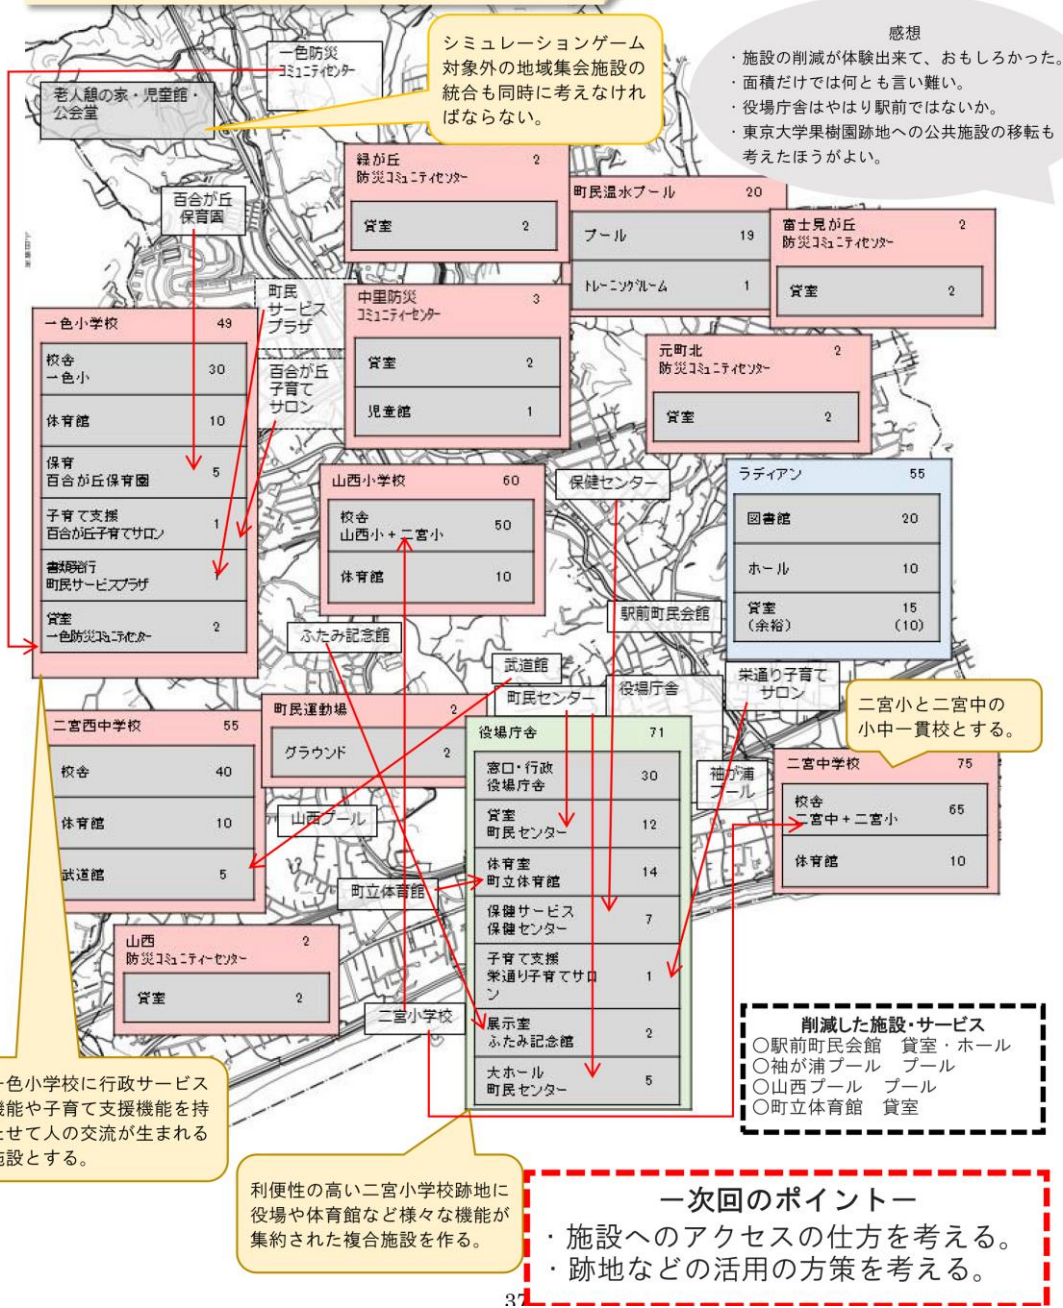 一色防災
コミュニティセンター
老人憩の家・児童館・
公会堂
シミュレーションゲーム
対象外の地域集会施設の
統合も同時に考えなけれ
ばならない。
感想
・施設の削減が体験出来て、おもしろかった。
・面積だけでは何とも言い難い。
・役場庁舎はやはり駅前ではないか。
・東京大学果樹園跡地への公共施設の移転も
考えたほうがよい。
百合が丘
保育園
緑が丘 2
防災コミュニティセンター
貸室 2
町民温水プール 20
プール 19
トレーニングルーム 1
富士見が丘 2
防災コミュニティセンター
貸室 2
町民
サービス
プラザ
百合が丘
子育て
サロン
中里防災 3
コミュニティーセンター
貸室 2
児童館 1
元町北 2
防災コミュニティセンター
貸室 2
一色小学校 49
校舎
一色小 30
体育館 10
保育
百合が丘保育園 5
子育て支援
百合が丘子育てサロン 1
書類発行
町民サービスプラザ 1
貸室
一色防災コミュニティセンター 2
山西小学校 60
校舎
山西小+二宮小 50
体育館 10
保健センター
ラディアン 55
図書館 20
ホール 10
貸室 15
(余裕) (10)
駅前町民会館
ふたみ記念館
武道館
町民センター
役場庁舎
栄通り子育て
サロン
二宮小と二宮中の
小中一貫校とする。
二宮西中学校 55
校舎 40
体育館 10
武道館 5
町民運動場 2
グラウンド 2
山西プール
町立体育館
役場庁舎 71
窓口・行政
役場庁舎 30
貸室
町民センター 12
体育室
町立体育館 14
保健サービス
保健センター 7
子育て支援
栄通り子育てサロ
ン 1
展示室
ふたみ記念館 2
大ホール
町民センター 5
袖が浦
プール
二宮中学校 75
校舎
二宮中+二宮小 65
体育館 10
山西 2
防災コミュニティーセンター
貸室 2
二宮小学校
削減した施設・サービス
○駅前町民会館 貸室・ホール
○袖が浦プール プール
○山西プール プール
○町立体育館 貸室
一色小学校に行政サービス
機能や子育て支援機能を持
たせて人の交流が生まれる
施設とする。
利便性の高い二宮小学校跡地に
役場や体育館など様々な機能が
集約された複合施設を作る。
ー次回のポイントー
・施設へのアクセスの仕方を考える。
・跡地などの活用の方策を考える。
37